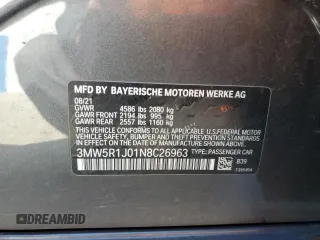 MFD BY BAYERISCHE MOTOREN WERKE AG
08/21
GVWR 4586 lbs 2080 kg
GAWR FRONT 2194 lbs 995 kg
GAWR REAR 2557 lbs 1160 kg
THIS VEHICLE CONFORMS TO ALL APPLICABLE FEDERAL MOTOR
VEHICLE SAFETY, BUMPER, AND THEFT PREVENTION STANDARDS
IN EFFECT ON THE DATE OF MANUFACTURE SHOWN ABOVE.
3MW5R1J01N8C26963 TYPE: PASSENGER CAR
B39
DREAMBID